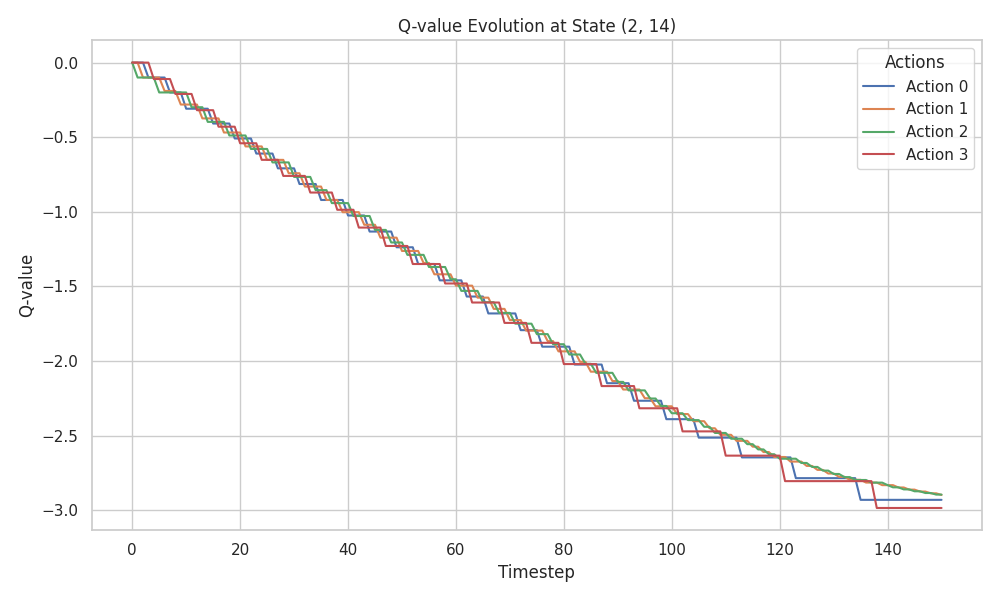 Q-value Evolution at State (2, 14)
Actions
Action 0
Action 1
Action 2
Action 3
Q-value
0.0
−0.5
−1.0
−1.5
−2.0
−2.5
−3.0
0 20 40 60 80 100 120 140
Timestep